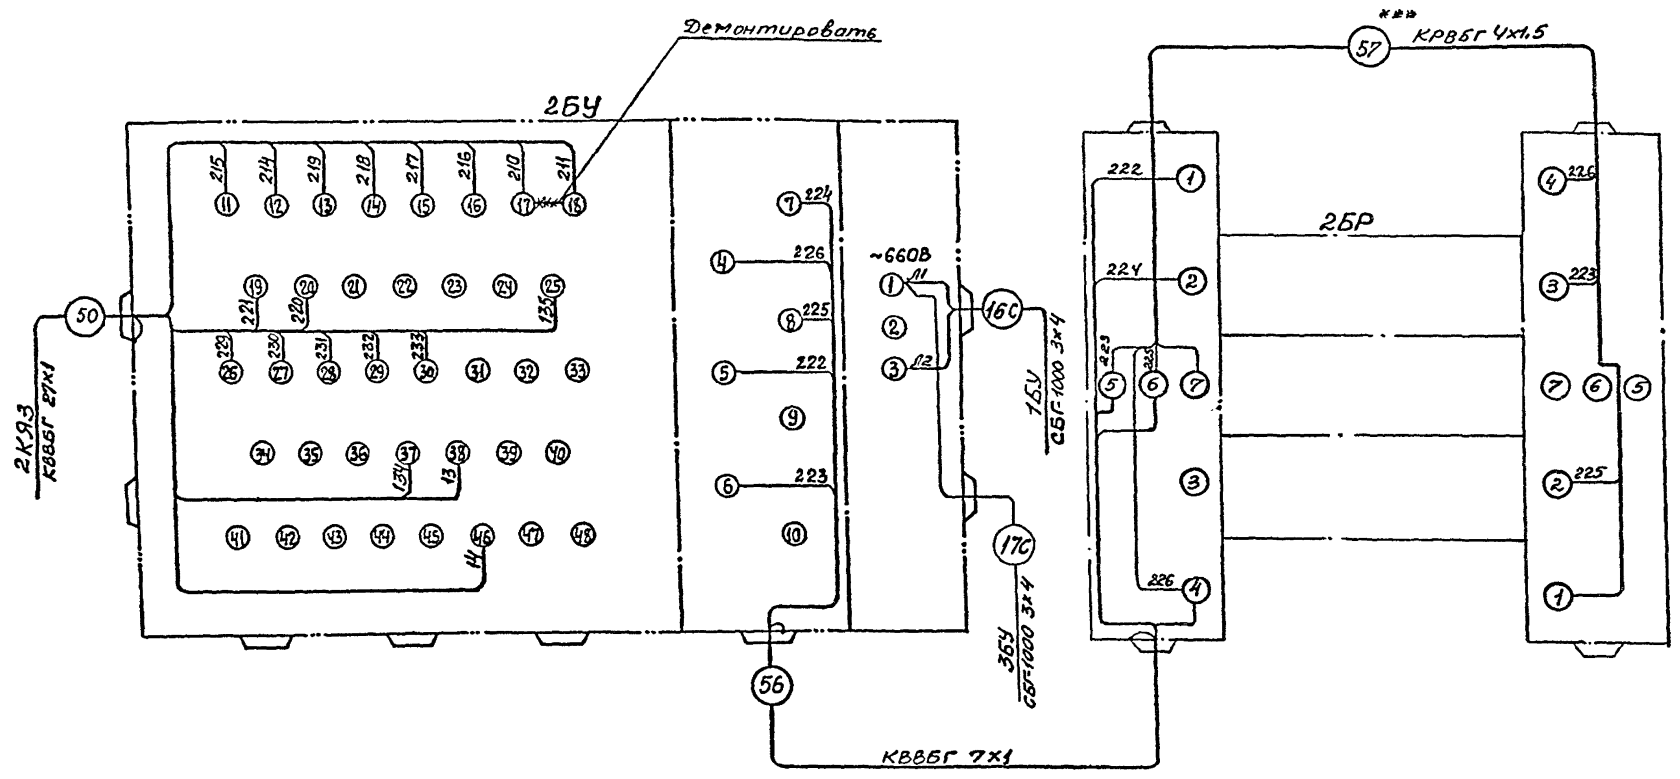 Демонтировать
***
57
КРВБГ 4х1,5
2БУ
215
214
219
218
217
216
210
211
11 12 13 14 15 16 17 *** 18
7 224
4 226
~660В
1 Л1
2
3 Л2
8 225
5 222
9
6 223
10
19 20 21 22 23 24 25
221 220 135
229 230 231 232 233
26 27 28 29 30 31 32 33
34 35 36 37 38 39 40
134 13
41 42 43 44 45 46 47 48
14
50
2КЯЗ
КВВБГ 27х1
16С
1БУ
СБГ-1000 3х4
17С
3БУ
СБГ-1000 3х4
56
КВВБГ 7х1
222 1
224 2
223 225
5 6 7
3
226 4
2БР
4 226
3 223
7 6 5
2 225
1